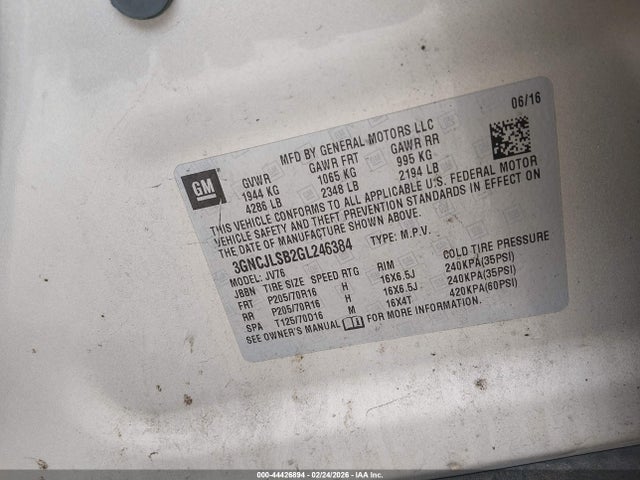 06/16
MFD BY GENERAL MOTORS LLC
GM
GVWR GAWR FRT GAWR RR
1944 KG 1065 KG 995 KG
4286 LB 2348 LB 2194 LB
THIS VEHICLE CONFORMS TO ALL APPLICABLE U.S. FEDERAL MOTOR
VEHICLE SAFETY AND THEFT PREVENTION STANDARDS IN EFFECT ON
THE DATE OF MANUFACTURE SHOWN ABOVE.
3GNCJLSB2GL246384 TYPE: M.P.V.
MODEL: JV76
JBBN TIRE SIZE SPEED RTG RIM COLD TIRE PRESSURE
FRT P205/70R16 H 16X6.5J 240KPA(35PSI)
RR P205/70R16 H 16X6.5J 240KPA(35PSI)
SPA T125/70D16 M 16X4T 420KPA(60PSI)
SEE OWNER'S MANUAL FOR MORE INFORMATION.
000-44426894 - 02/24/2026 - IAA Inc.